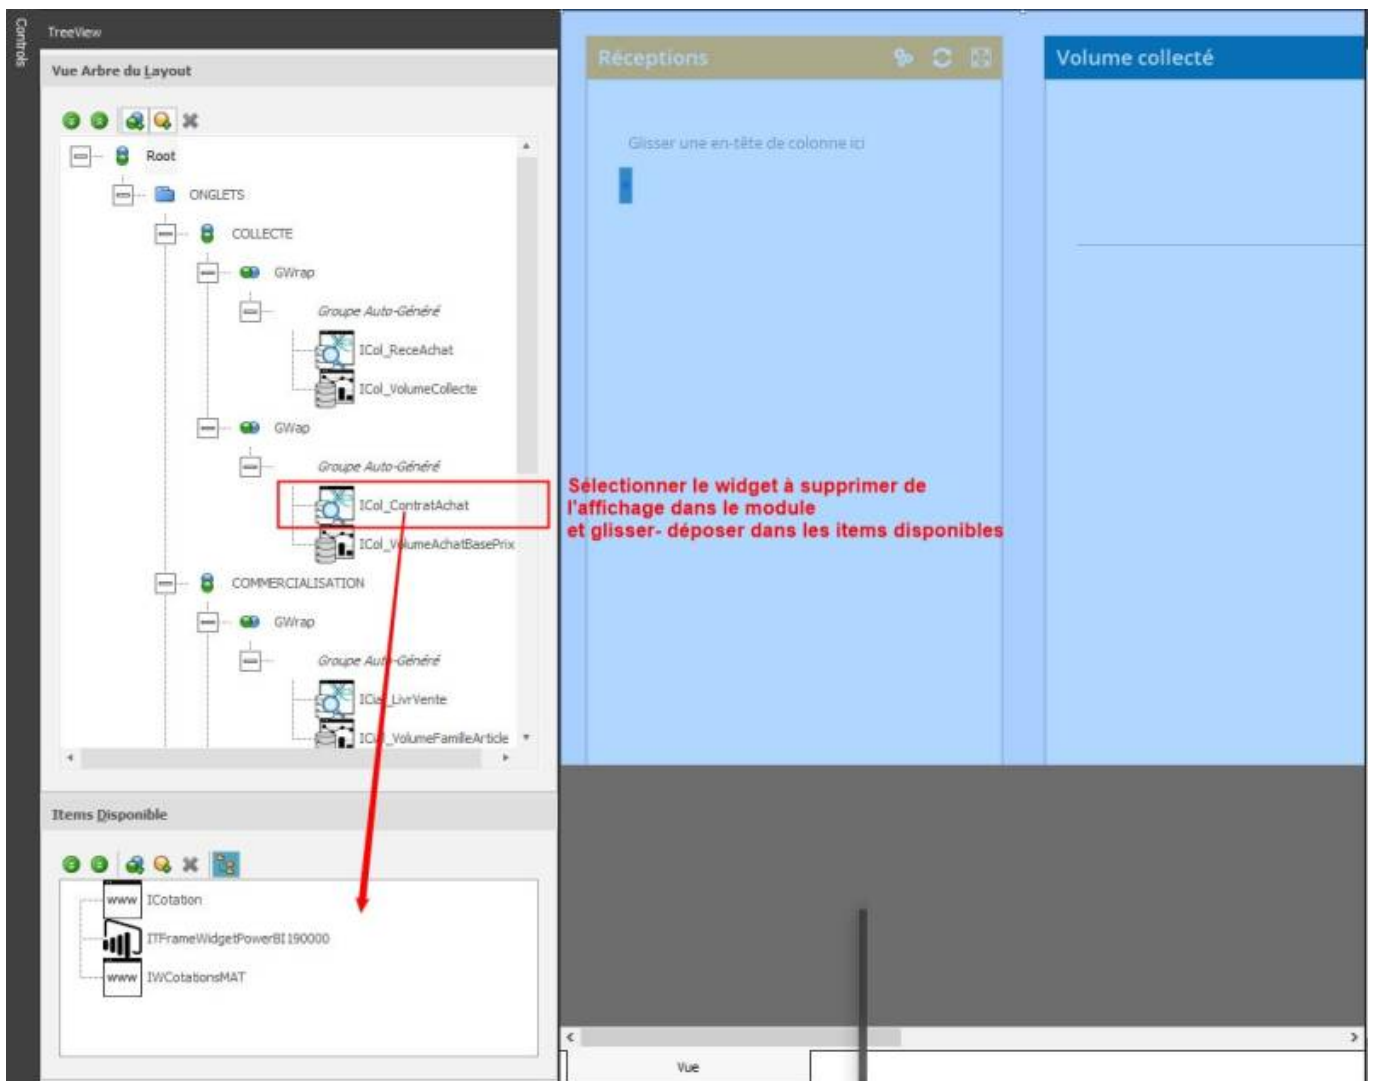 Controls
TreeView
Vue Arbre du Layout
Root
ONGLETS
COLLECTE
GWrap
Groupe Auto-Généré
ICol_ReceAchat
ICol_VolumeCollecte
GWap
Groupe Auto-Généré
ICol_ContratAchat
ICol_VolumeAchatBasePrix
COMMERCIALISATION
GWrap
Groupe Auto-Généré
LivrVente
VolumeFamilleArticle
Items Disponible
www ICotation
ITFrameWidgetPowerBI190000
www IWCotationsMAT
Réceptions
Volume collecté
Glisser une en-tête de colonne ici
Sélectionner le widget à supprimer de
l'affichage dans le module
et glisser- déposer dans les items disponibles
Vue